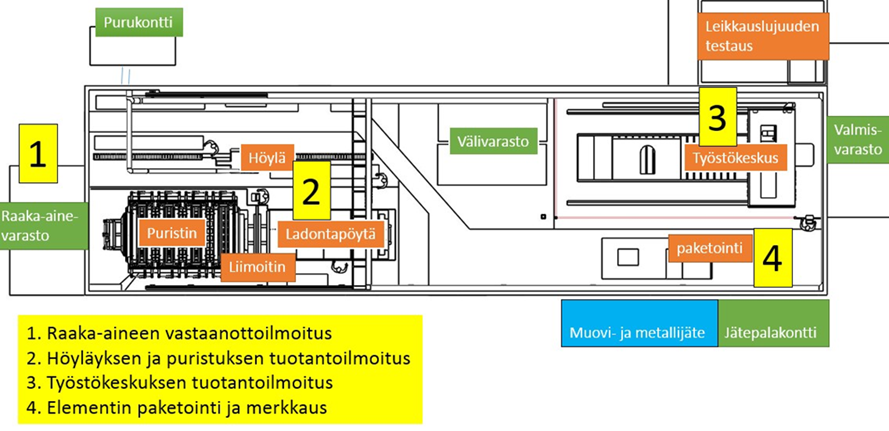 Purukontti
Leikkauslujuuden
testaus
1
Höylä
2
Välivarasto
3
Työstökeskus
Valmis-
varasto
Raaka-aine-
varasto
Puristin
Ladontapöytä
Liimoitin
paketointi
4
Muovi- ja metallijäte
Jätepalakontti
1. Raaka-aineen vastaanottoilmoitus
2. Höyläyksen ja puristuksen tuotantoilmoitus
3. Työstökeskuksen tuotantoilmoitus
4. Elementin paketointi ja merkkaus